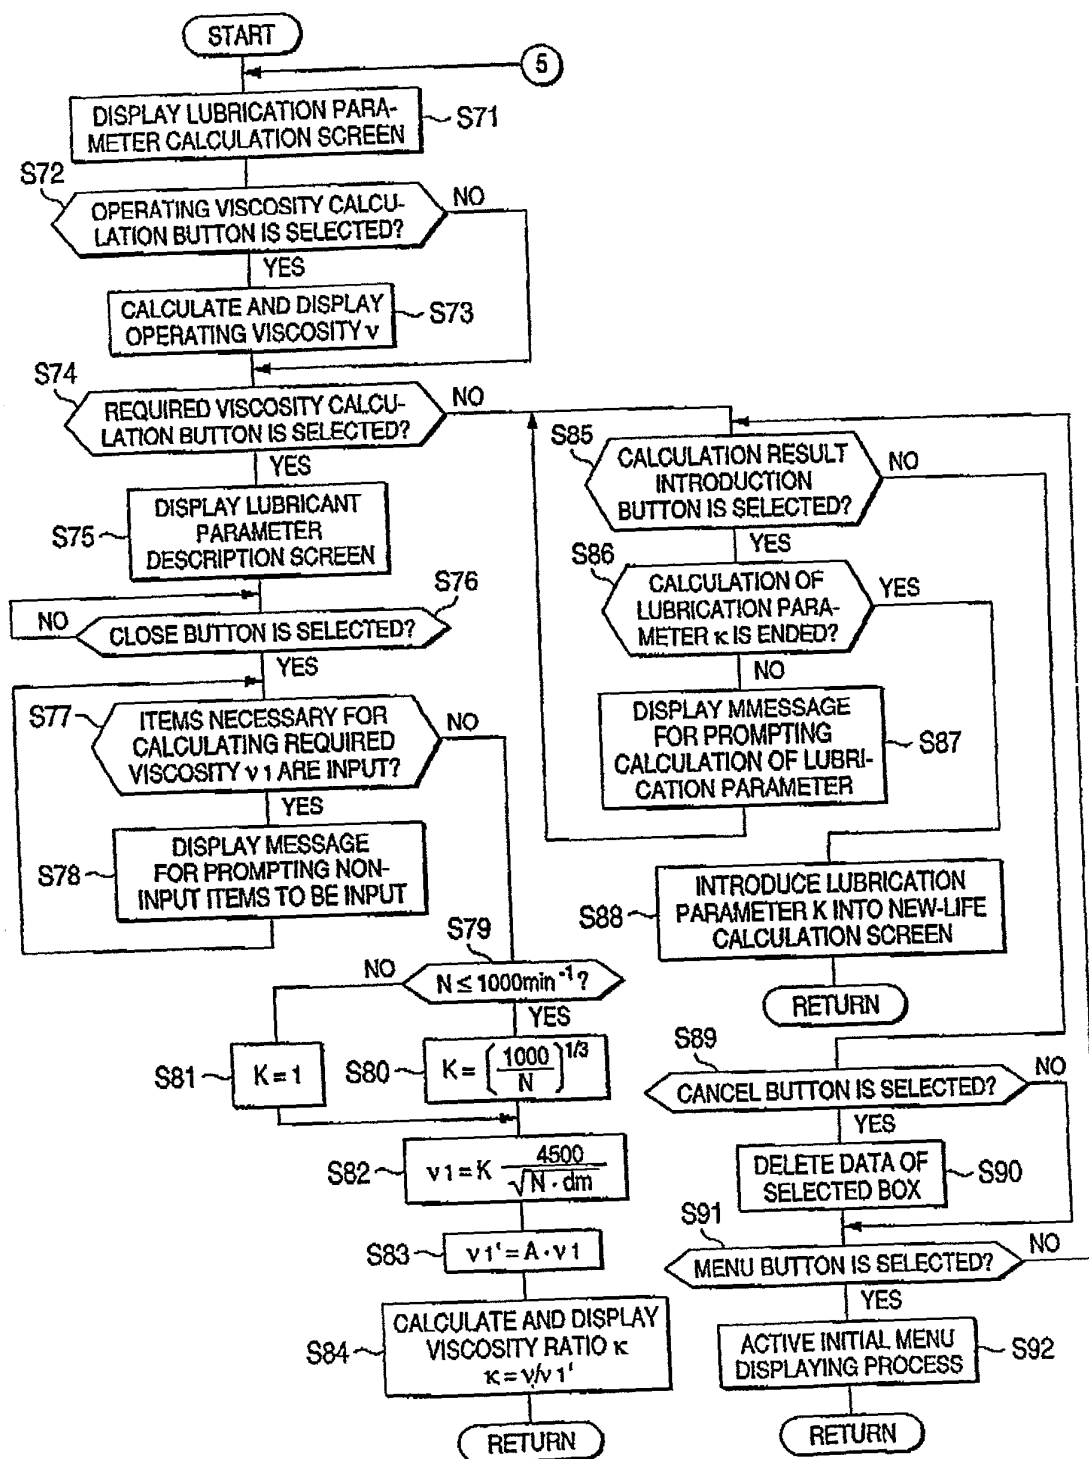 START
5
DISPLAY LUBRICATION PARA-
METER CALCULATION SCREEN
S71
S72
OPERATING VISCOSITY CALCU-
LATION BUTTON IS SELECTED?
NO
YES
CALCULATE AND DISPLAY
OPERATING VISCOSITY ν
S73
S74
REQUIRED VISCOSITY CALCU-
LATION BUTTON IS SELECTED?
NO
YES
S75
DISPLAY LUBRICANT
PARAMETER
DESCRIPTION SCREEN
S76
NO
CLOSE BUTTON IS SELECTED?
YES
S77
ITEMS NECESSARY FOR
CALCULATING REQUIRED
VISCOSITY ν1 ARE INPUT?
NO
YES
S78
DISPLAY MESSAGE
FOR PROMPTING NON-
INPUT ITEMS TO BE INPUT
S79
NO
N ≤ 1000min⁻¹?
YES
S81
K = 1
S80
K = (1000/N)^1/3
S82
ν1 = K 4500/√N · dm
S83
ν1' = A · ν1
S84
CALCULATE AND DISPLAY
VISCOSITY RATIO κ
κ = ν/ν1'
RETURN
S85
CALCULATION RESULT
INTRODUCTION
BUTTON IS SELECTED?
NO
YES
S86
CALCULATION OF
LUBRICATION PARA-
METER κ IS ENDED?
YES
NO
DISPLAY MMESSAGE
FOR PROMPTING
CALCULATION OF LUBRI-
CATION PARAMETER
S87
S88
INTRODUCE LUBRICATION
PARAMETER K INTO NEW-LIFE
CALCULATION SCREEN
RETURN
S89
CANCEL BUTTON IS SELECTED?
NO
YES
DELETE DATA OF
SELECTED BOX
S90
S91
MENU BUTTON IS SELECTED?
NO
YES
ACTIVE INITIAL MENU
DISPLAYING PROCESS
S92
RETURN